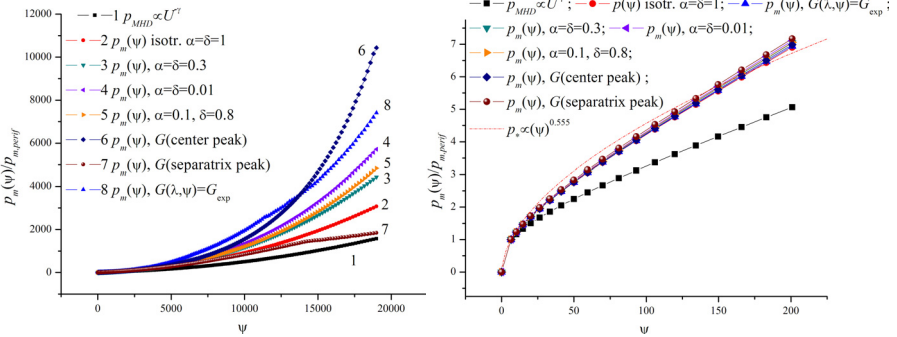 12000
10000
8000
6000
4000
2000
0
p_m(ψ)/p_m,perif
1 p_MHD∝U^-γ
2 p_m(ψ) isotr. α=δ=1
3 p_m(ψ), α=δ=0.3
4 p_m(ψ), α=δ=0.01
5 p_m(ψ), α=0.1, δ=0.8
6 p_m(ψ), G(center peak)
7 p_m(ψ), G(separatrix peak)
8 p_m(ψ), G(λ,ψ)=G_exp
6
8
4
5
3
2
7
1
0 5000 10000 15000 20000
ψ
p_MHD∝U^-γ; p(ψ) isotr. α=δ=1; p_m(ψ), G(λ,ψ)=G_exp;
p_m(ψ), α=δ=0.3; p_m(ψ), α=δ=0.01;
p_m(ψ), α=0.1, δ=0.8;
p_m(ψ), G(center peak) ;
p_m(ψ), G(separatrix peak)
p_*∝(ψ)^0.555
7
6
5
4
3
2
1
0
p_m(ψ)/p_m,perif
0 50 100 150 200
ψ